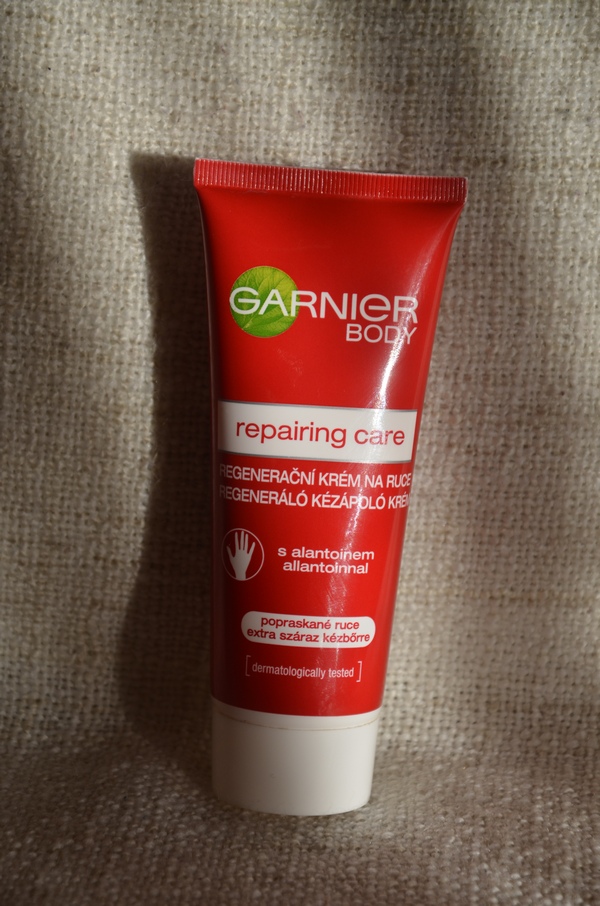 GARNIER
BODY
repairing care
REGENERAČNÍ KRÉM NA RUCE
REGENERÁLÓ KÉZÁPOLÓ KRÉM
s alantoinem
allantoinnal
popraskané ruce
extra száraz kézbőrre
[dermatologically tested]